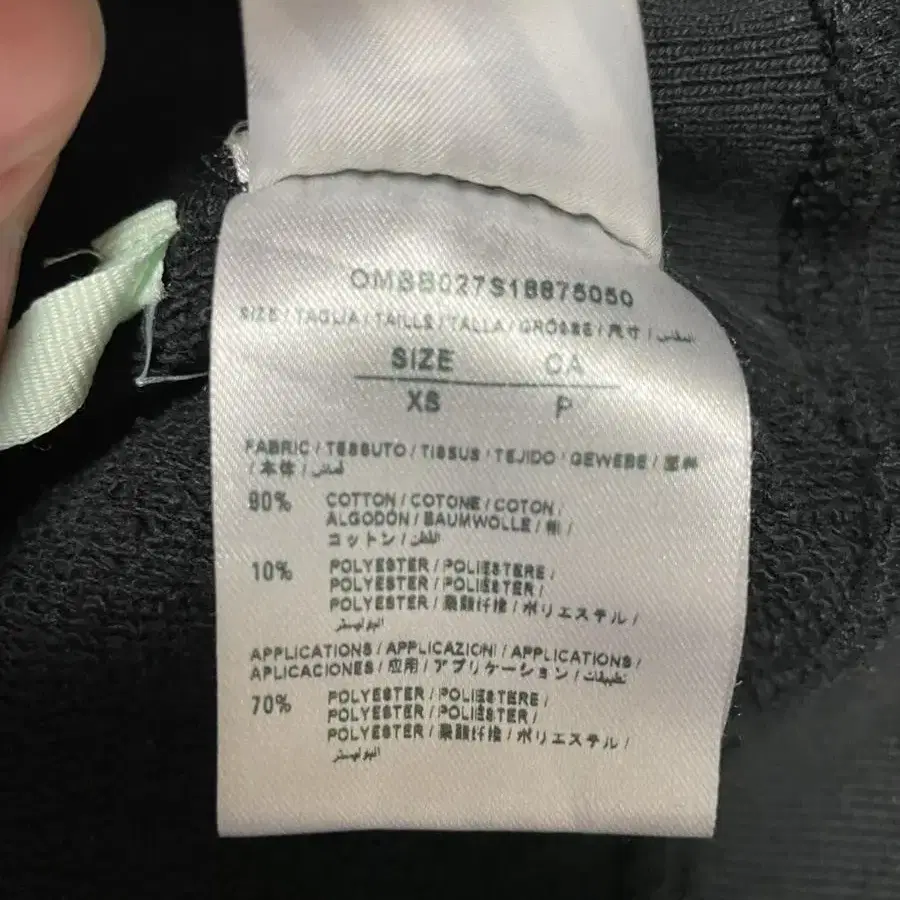 OMBB027S18875050
SIZE / TAGLIA / TAILLE / TALLA / GRÖSSE / 尺寸 / المقاس
SIZE CA
XS P
FABRIC / TESSUTO / TISSUS / TEJIDO / GEWEBE / 面料
/ 本体 / قماش
90% COTTON / COTONE / COTON /
ALGODÓN / BAUMWOLLE / 棉 /
コットン / القطن
10% POLYESTER / POLIESTERE /
POLYESTER / POLIÉSTER /
POLYESTER / 聚酯纤维 / ポリエステル /
البوليستر
APPLICATIONS / APPLICAZIONI / APPLICATIONS /
APLICACIONES / 应用 / アプリケーション / تطبيقات
70% POLYESTER / POLIESTERE /
POLYESTER / POLIÉSTER /
POLYESTER / 聚酯纤维 / ポリエステル /
البوليستر